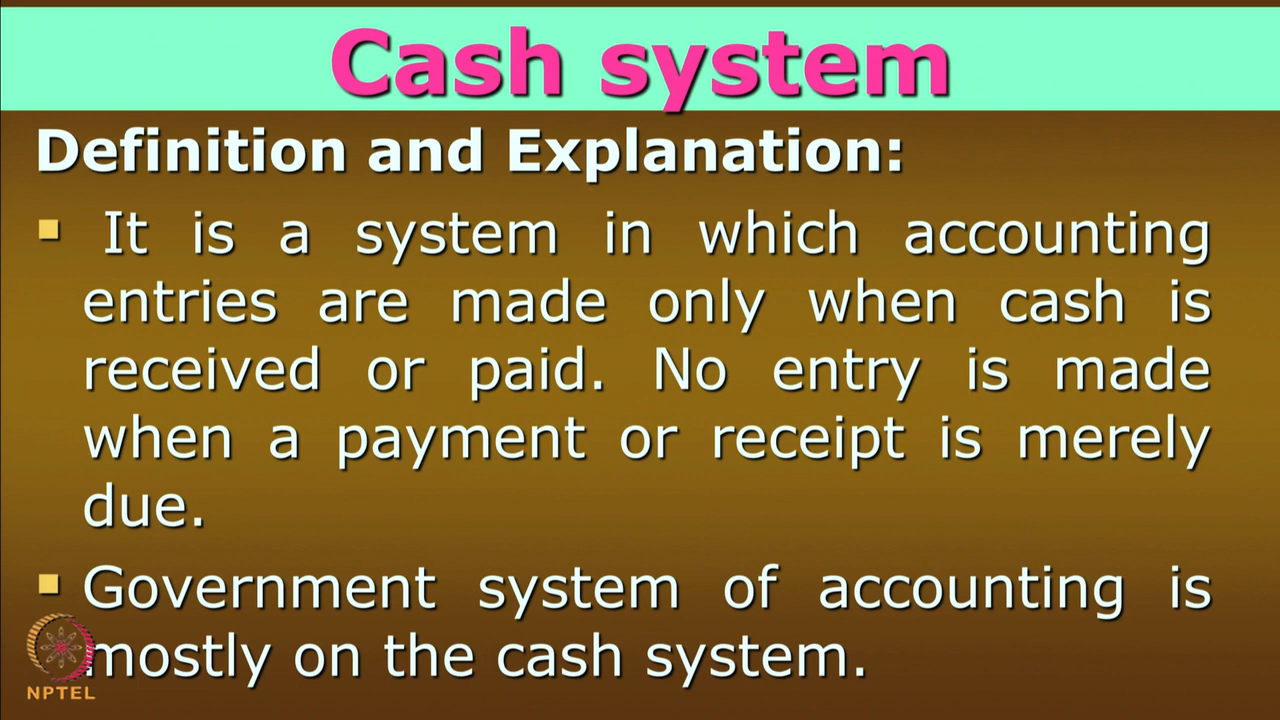 Cash system
Definition and Explanation:
It is a system in which accounting
entries are made only when cash is
received or paid. No entry is made
when a payment or receipt is merely
due.
Government system of accounting is
mostly on the cash system.
NPTEL